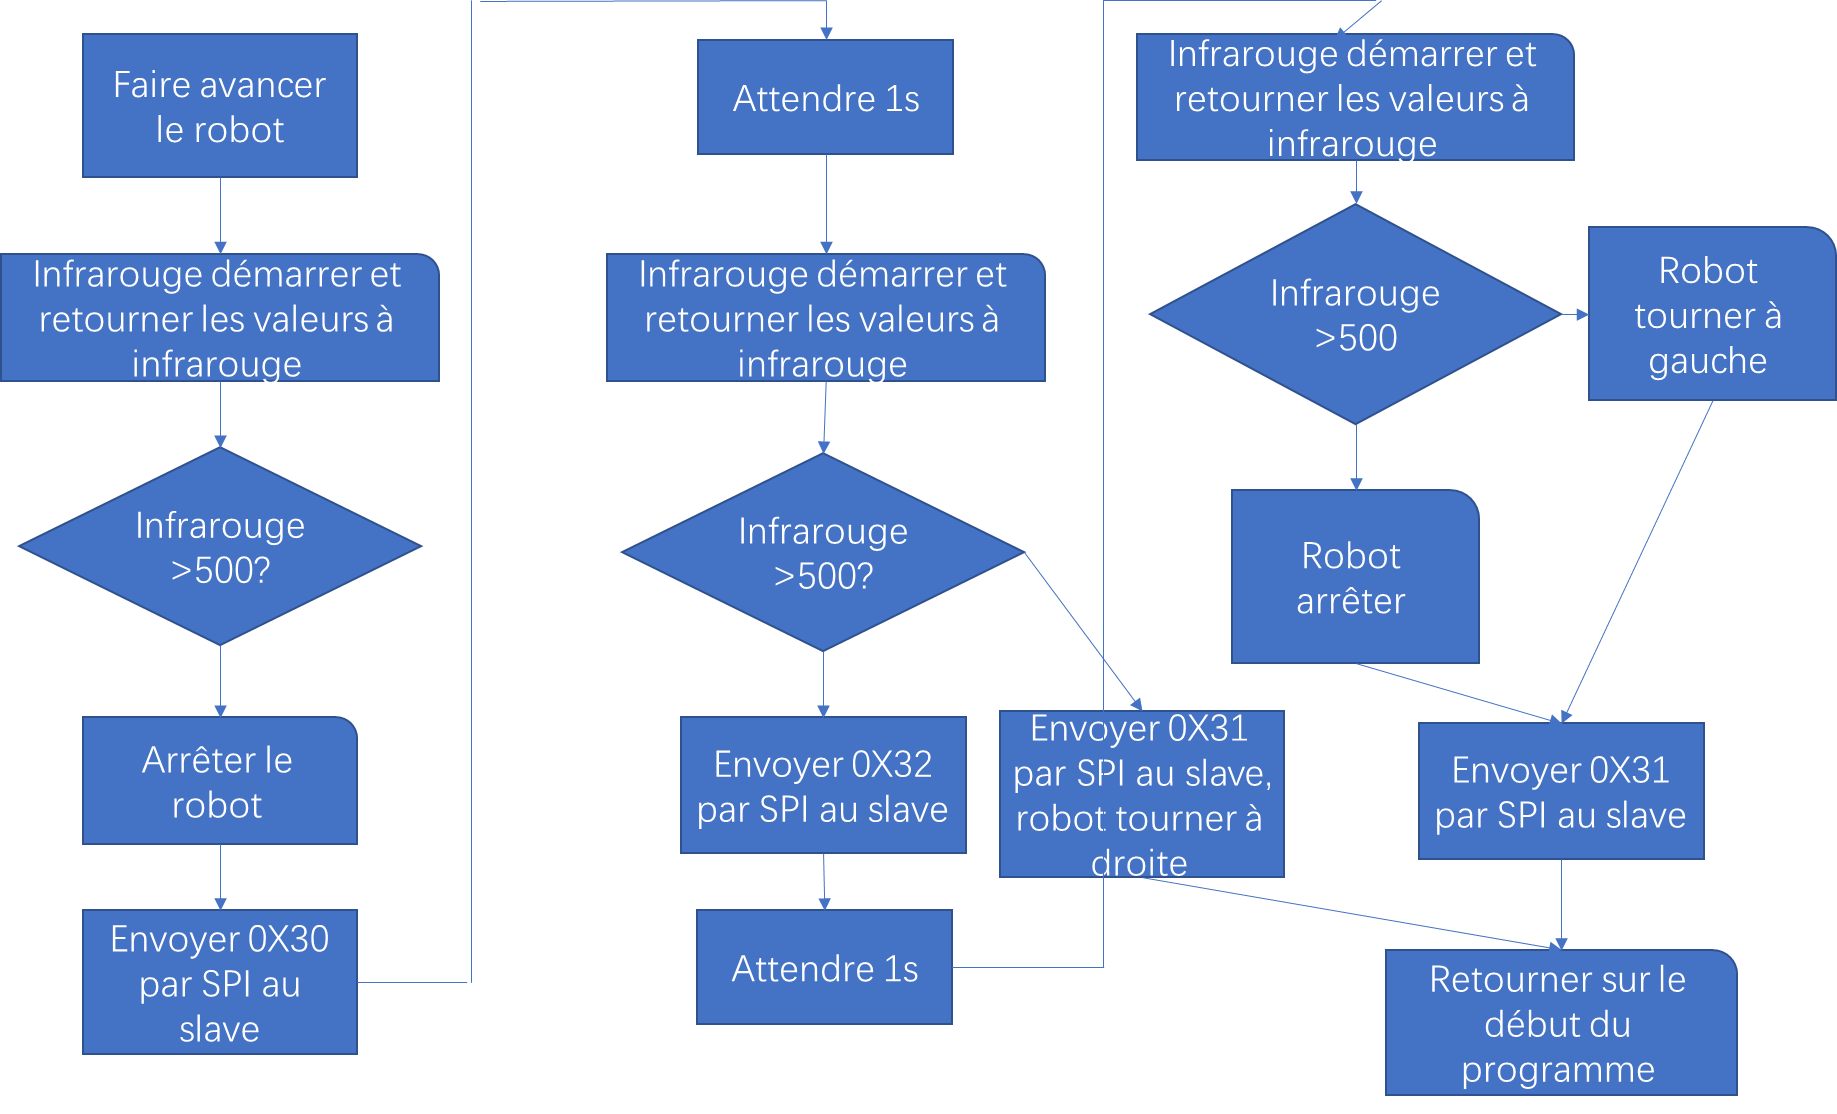 Faire avancer
le robot
Infrarouge démarrer et
retourner les valeurs à
infrarouge
Infrarouge
>500?
Arrêter le
robot
Envoyer 0X30
par SPI au
slave
Attendre 1s
Infrarouge démarrer et
retourner les valeurs à
infrarouge
Infrarouge
>500?
Envoyer 0X32
par SPI au slave
Attendre 1s
Envoyer 0X31
par SPI au slave,
robot tourner à
droite
Infrarouge démarrer et
retourner les valeurs à
infrarouge
Infrarouge
>500
Robot
tourner à
gauche
Robot
arrêter
Envoyer 0X31
par SPI au slave
Retourner sur le
début du
programme